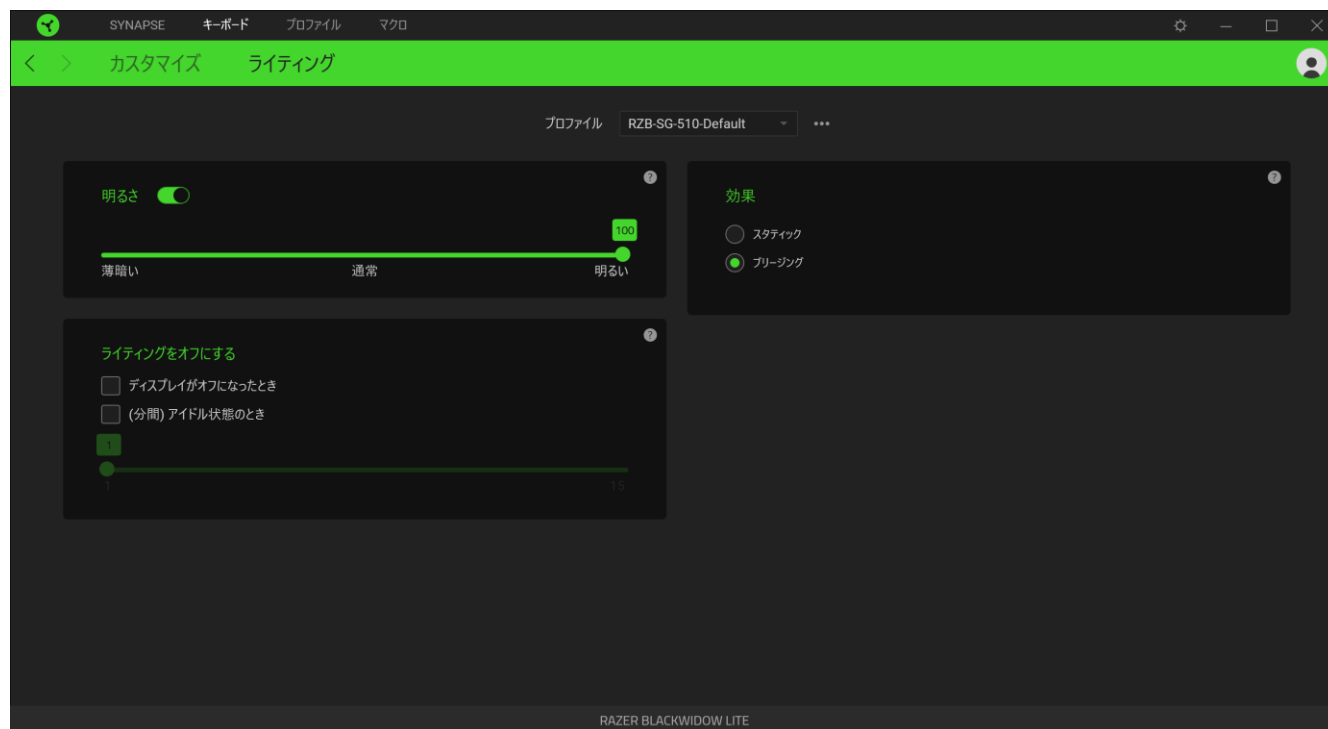 SYNAPSE キーボード プロファイル マクロ
カスタマイズ ライティング
プロファイル RZB-SG-510-Default
明るさ
100
薄暗い 通常 明るい
効果
スタティック
ブリージング
ライティングをオフにする
ディスプレイがオフになったとき
(分間) アイドル状態のとき
1
1 15
RAZER BLACKWIDOW LITE